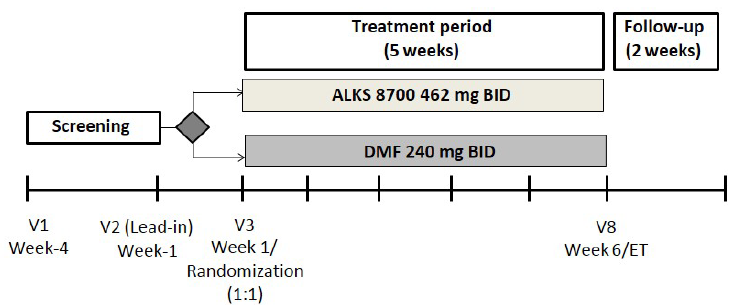 Treatment period
(5 weeks)
Follow-up
(2 weeks)
ALKS 8700 462 mg BID
Screening
DMF 240 mg BID
V1
Week-4
V2 (Lead-in)
Week-1
V3
Week 1/
Randomization
(1:1)
V8
Week 6/ET